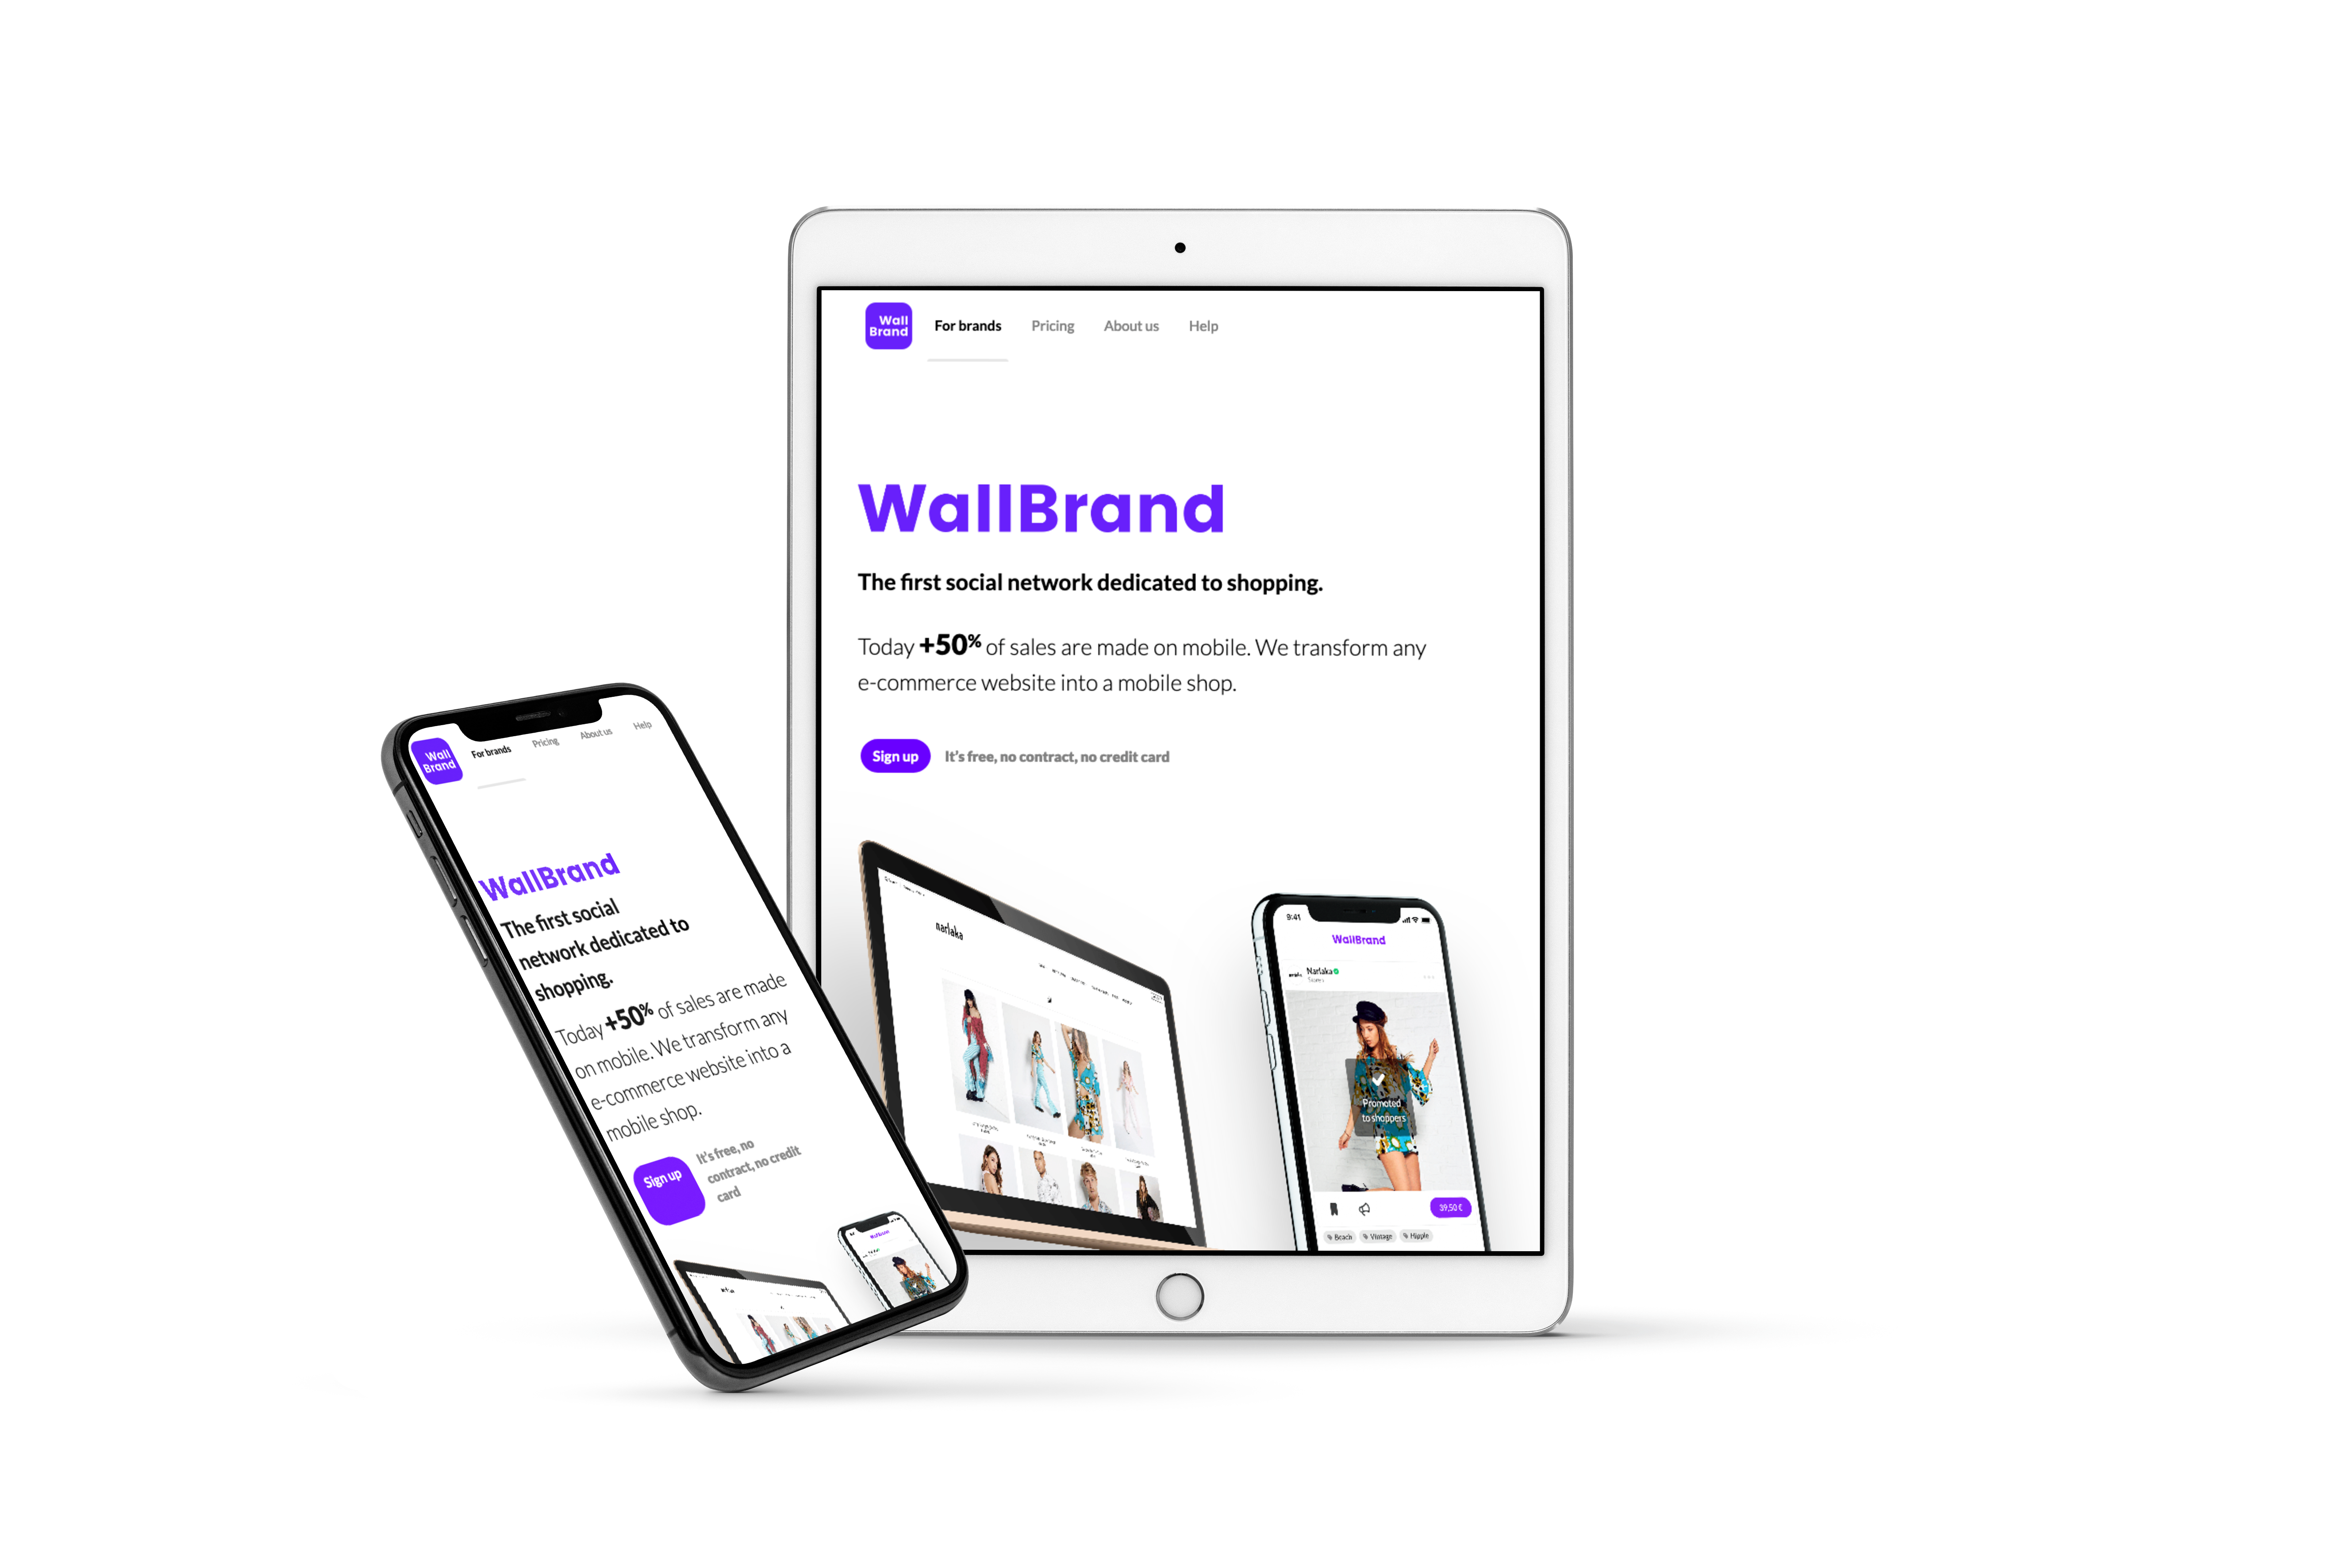 Wall
Brand
For brands
Pricing
About us
Help
WallBrand
The first social network dedicated to shopping.
Today +50% of sales are made on mobile. We transform any
e-commerce website into a mobile shop.
Sign up
It's free, no contract, no credit card
narlaka
9:41
WallBrand
Narlaka
Promoted
to shoppers
39,50 €
Beach
Vintage
Hippie
Wall
Brand
For brands
Pricing
About us
Help
WallBrand
The first social
network dedicated to
shopping.
Today +50% of sales are made
on mobile. We transform any
e-commerce website into a
mobile shop.
Sign up
It's free, no
contract, no credit
card
WallBrand